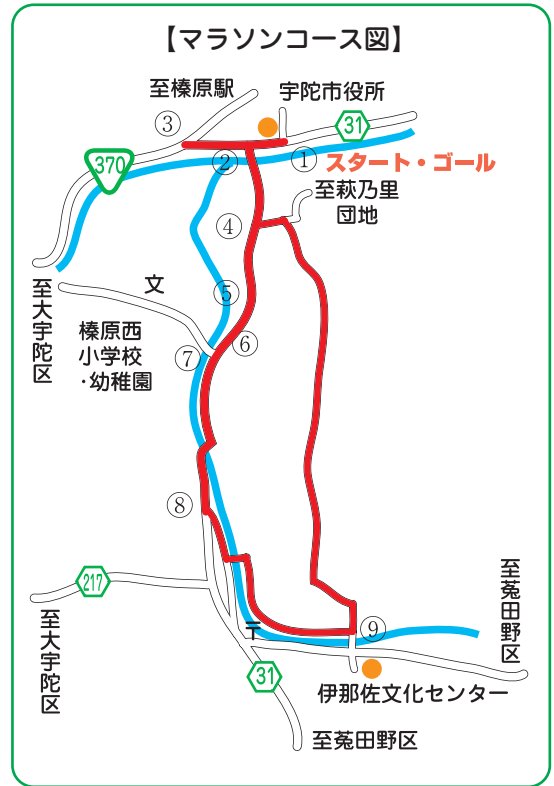 【マラソンコース図】
至榛原駅
宇陀市役所
③
31
370
②
①
スタート・ゴール
至萩乃里
団地
④
至大宇陀区
文
⑤
榛原西
小学校
・幼稚園
⑥
⑦
⑧
217
至大宇陀区
〒
⑨
至菟田野区
31
伊那佐文化センター
至菟田野区